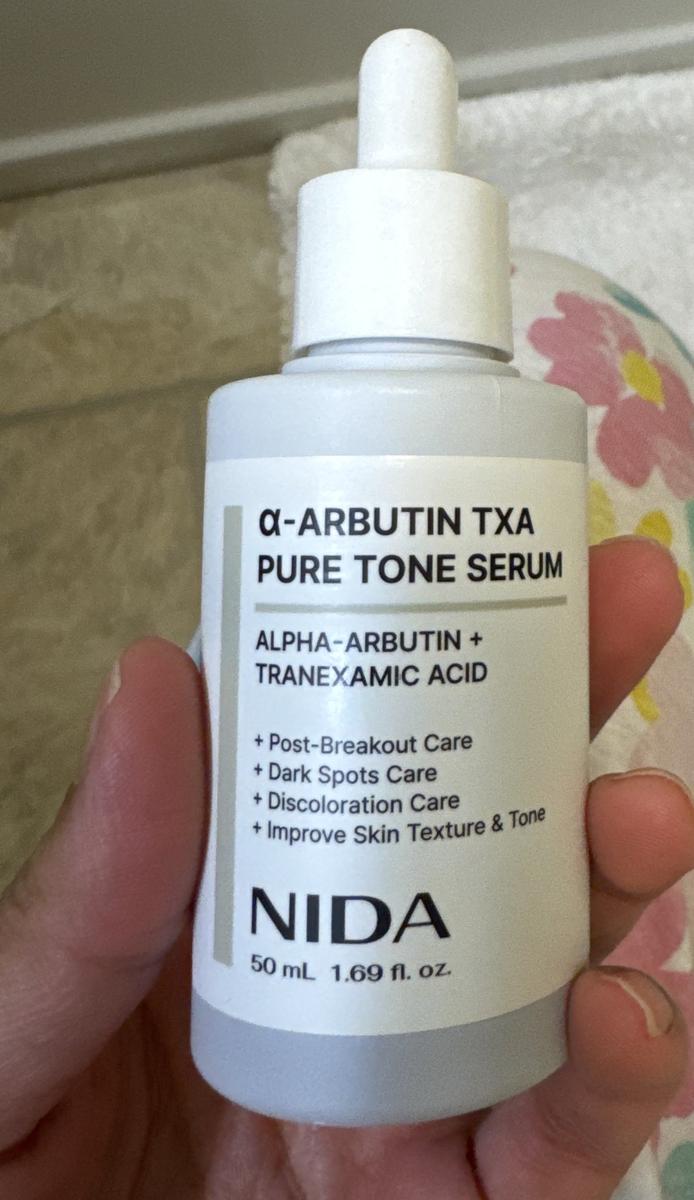 α-ARBUTIN TXA
PURE TONE SERUM
ALPHA-ARBUTIN +
TRANEXAMIC ACID
+ Post-Breakout Care
+ Dark Spots Care
+ Discoloration Care
+ Improve Skin Texture & Tone
NIDA
50 mL 1.69 fl. oz.